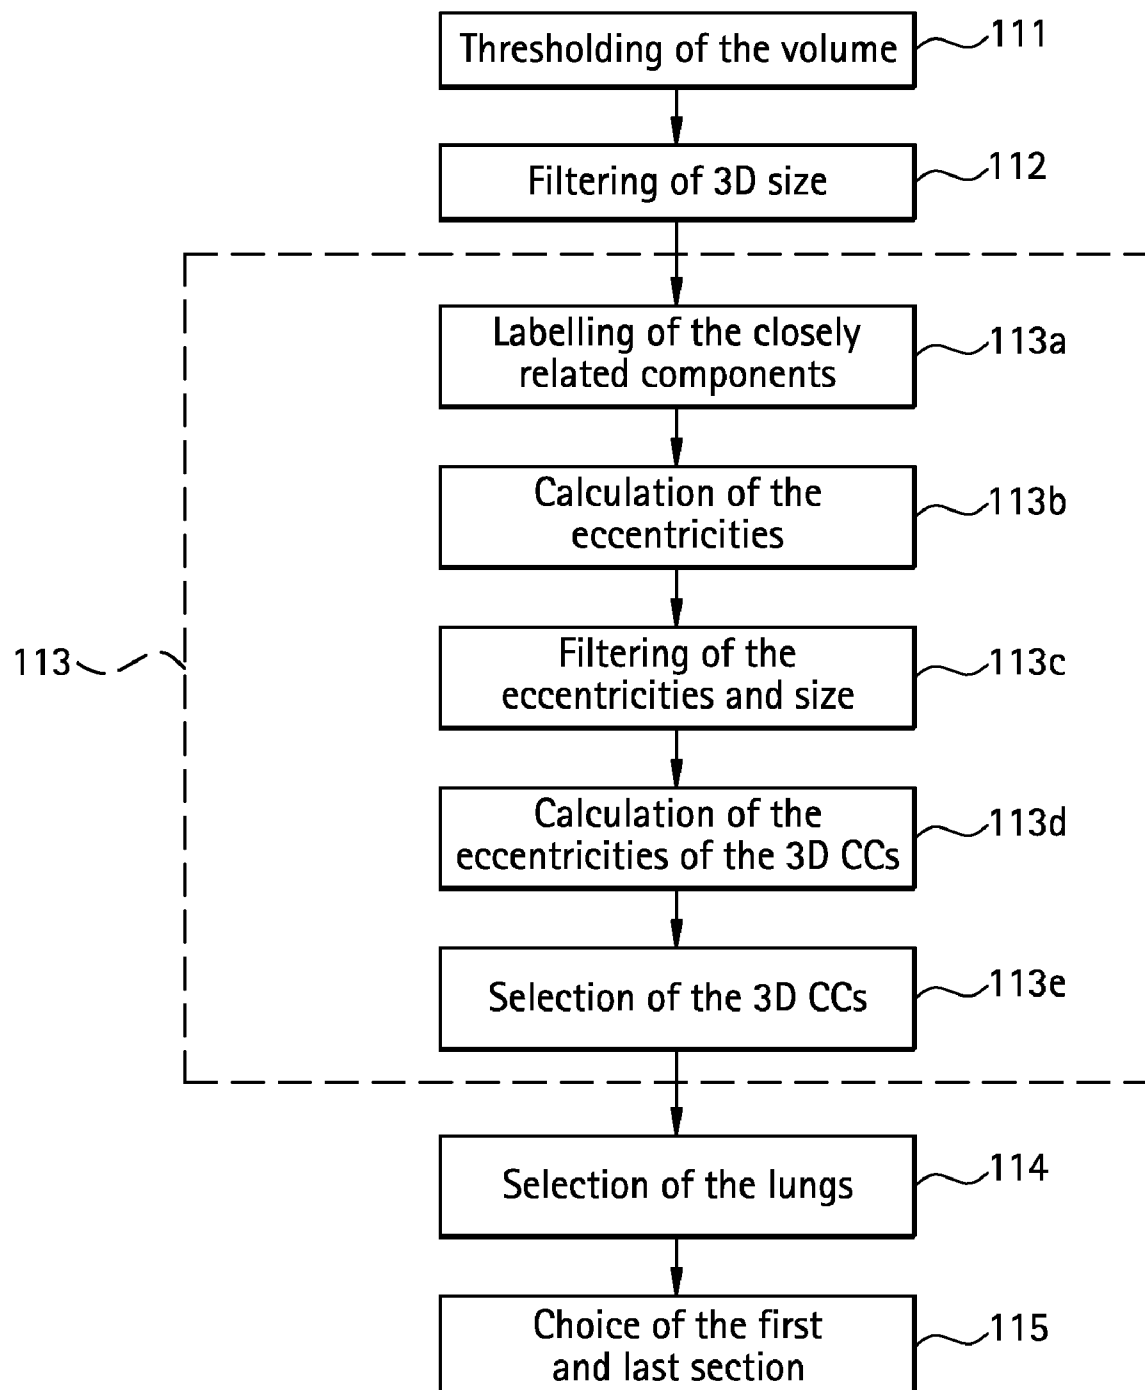 Thresholding of the volume
111
Filtering of 3D size
112
Labelling of the closely
related components
113a
Calculation of the
eccentricities
113b
113
Filtering of the
eccentricities and size
113c
Calculation of the
eccentricities of the 3D CCs
113d
Selection of the 3D CCs
113e
Selection of the lungs
114
Choice of the first
and last section
115